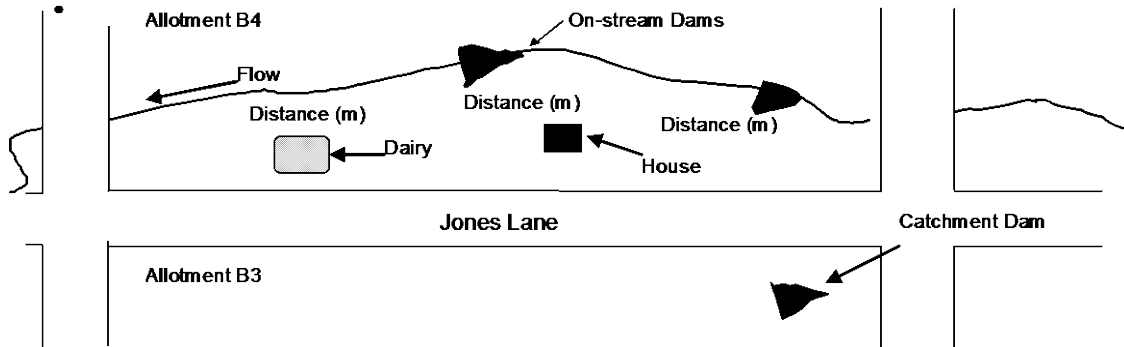 Allotment B4
On-stream Dams
Flow
Distance (m)
Distance (m)
Distance (m)
Dairy
House
Jones Lane
Catchment Dam
Allotment B3